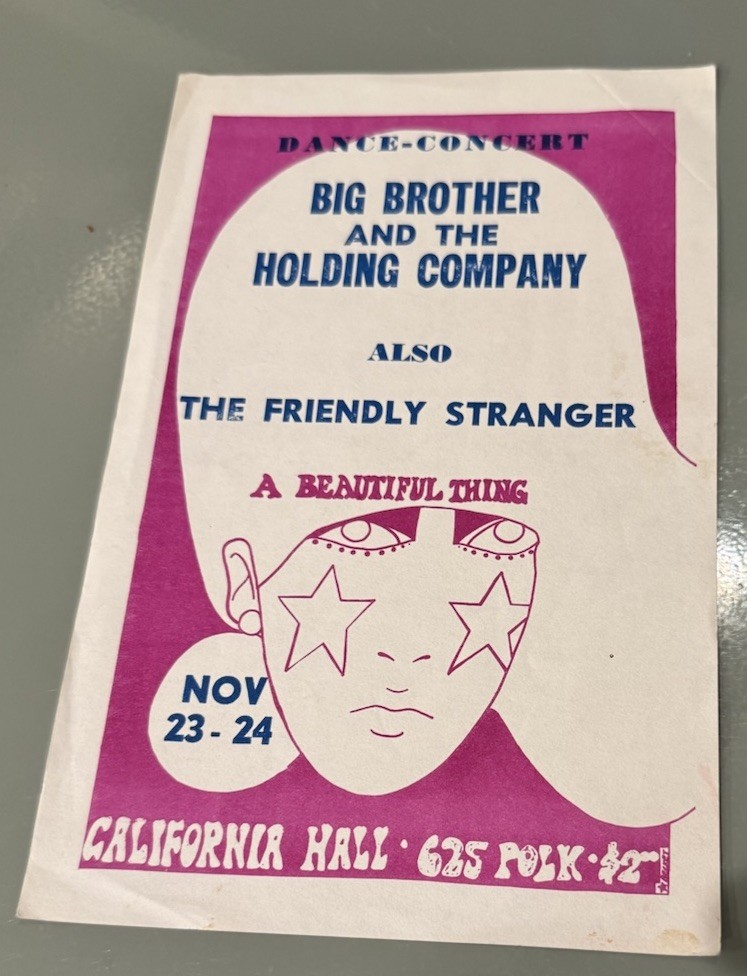 DANCE-CONCERT
BIG BROTHER
AND THE
HOLDING COMPANY
ALSO
THE FRIENDLY STRANGER
A BEAUTIFUL THING
NOV
23-24
CALIFORNIA HALL · 625 POLK · $2